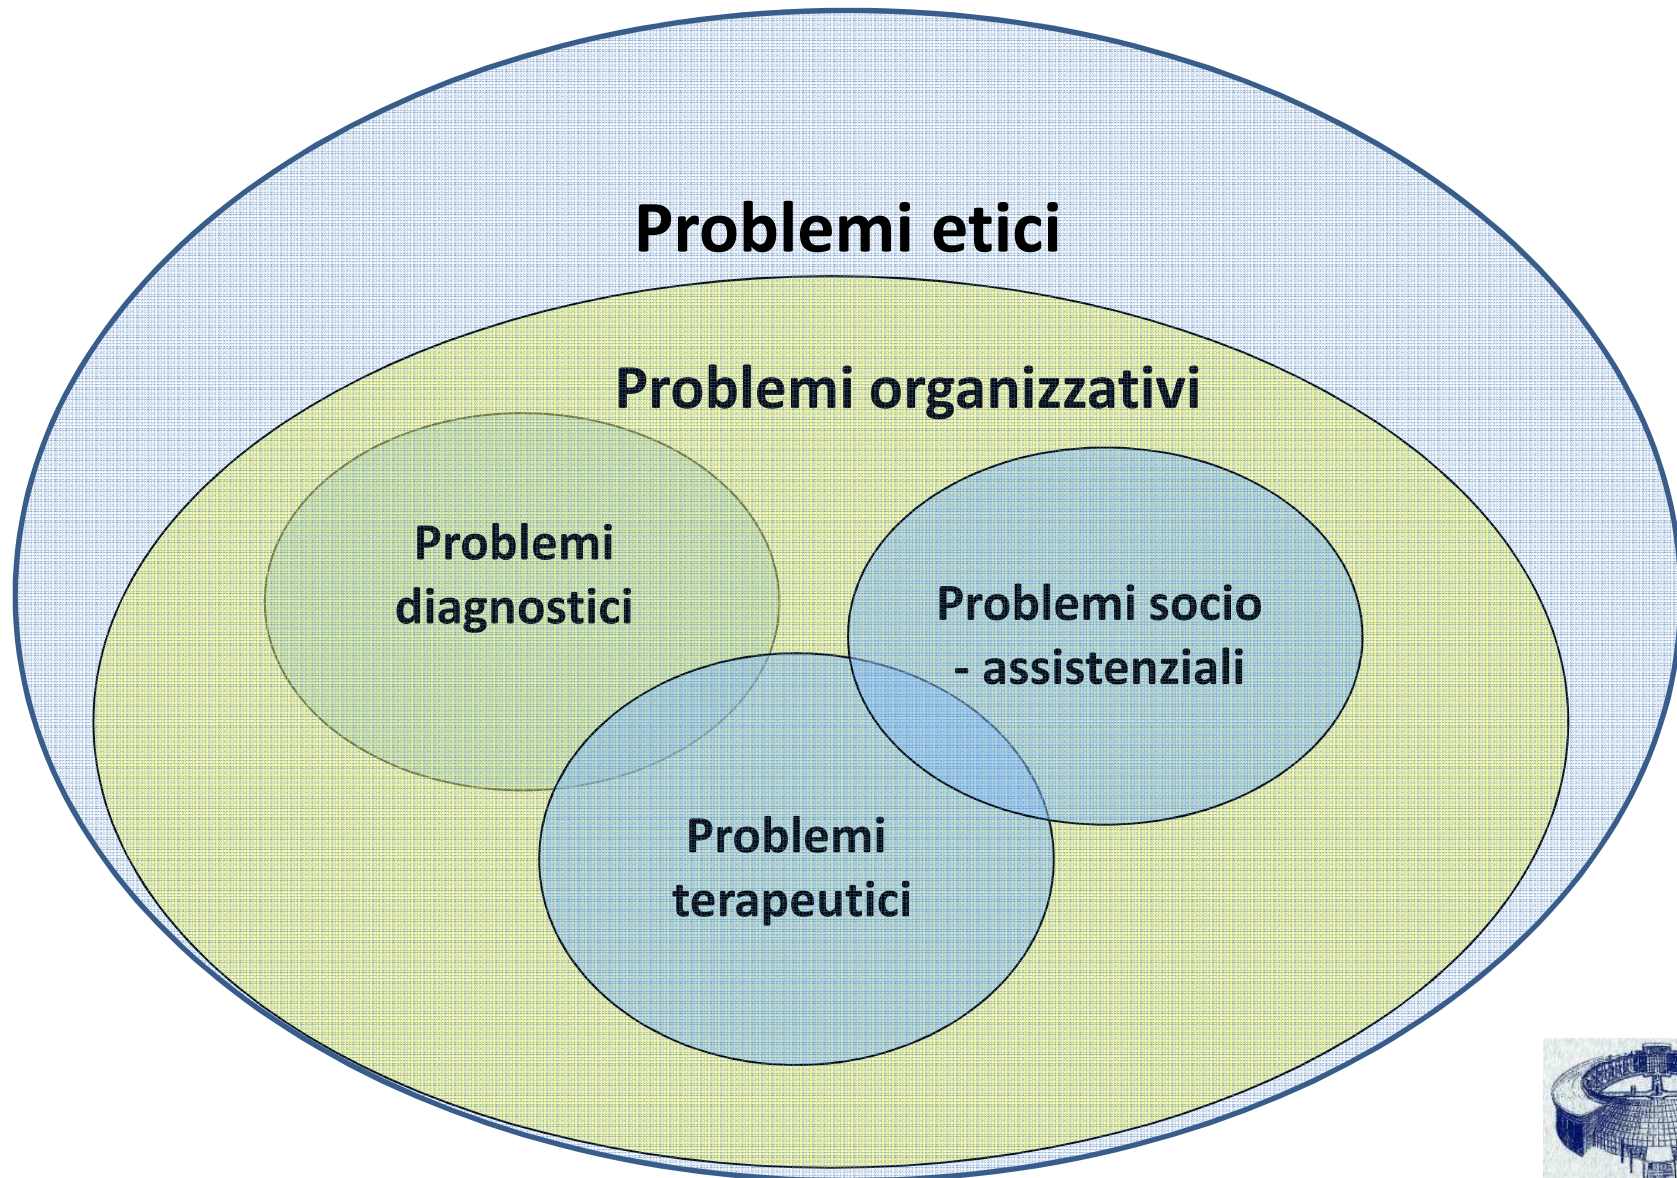 Problemi etici
Problemi organizzativi
Problemi
diagnostici
Problemi socio
- assistenziali
Problemi
terapeutici